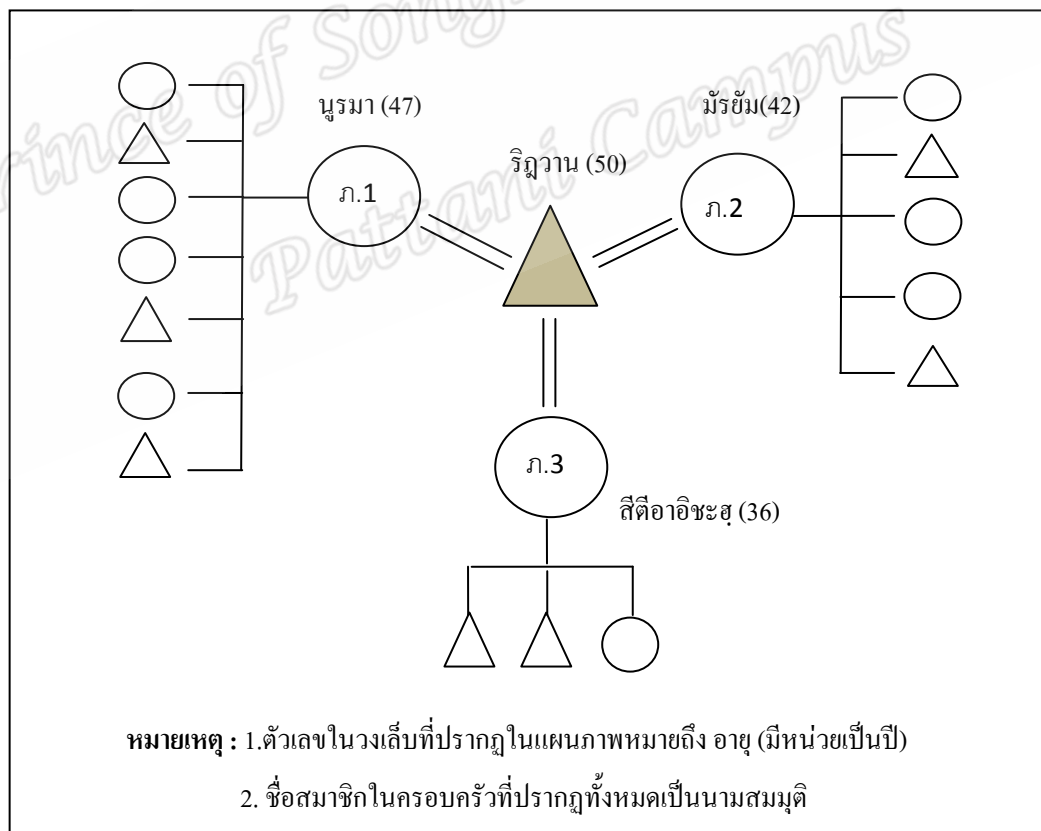 Prince of Song
Pattani Campus
นูรมา (47)
มัรยัม(42)
ริฎวาน (50)
ภ.1
ภ.2
ภ.3
สีตีอาอิชะฮฺ (36)
หมายเหตุ : 1.ตัวเลขในวงเล็บที่ปรากฏในแผนภาพหมายถึง อายุ (มีหน่วยเป็นปี)
2. ชื่อสมาชิกในครอบครัวที่ปรากฏทั้งหมดเป็นนามสมมุติ